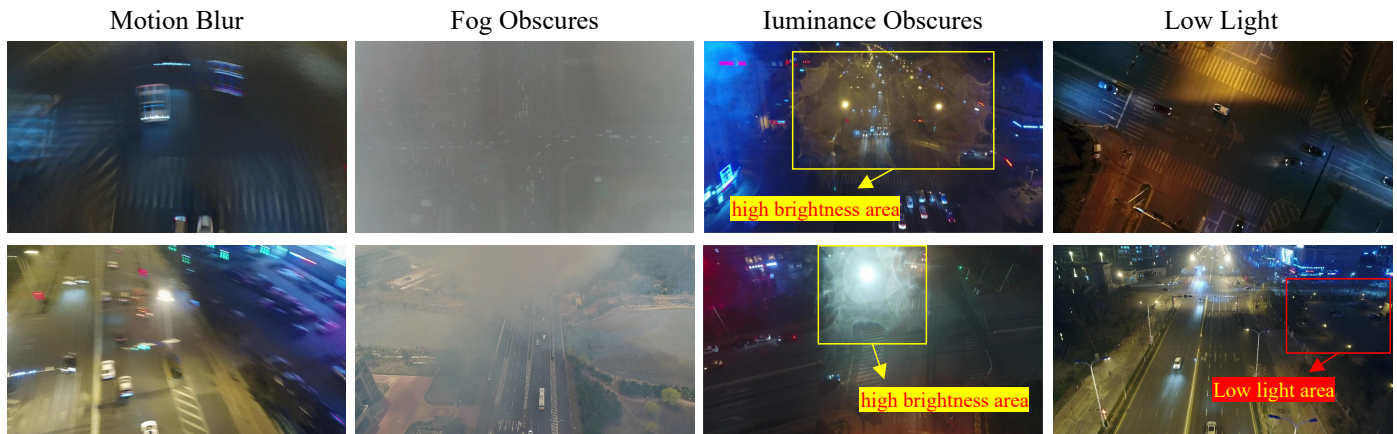 Motion Blur
Fog Obscures
Iuminance Obscures
Low Light
high brightness area
high brightness area
Low light area